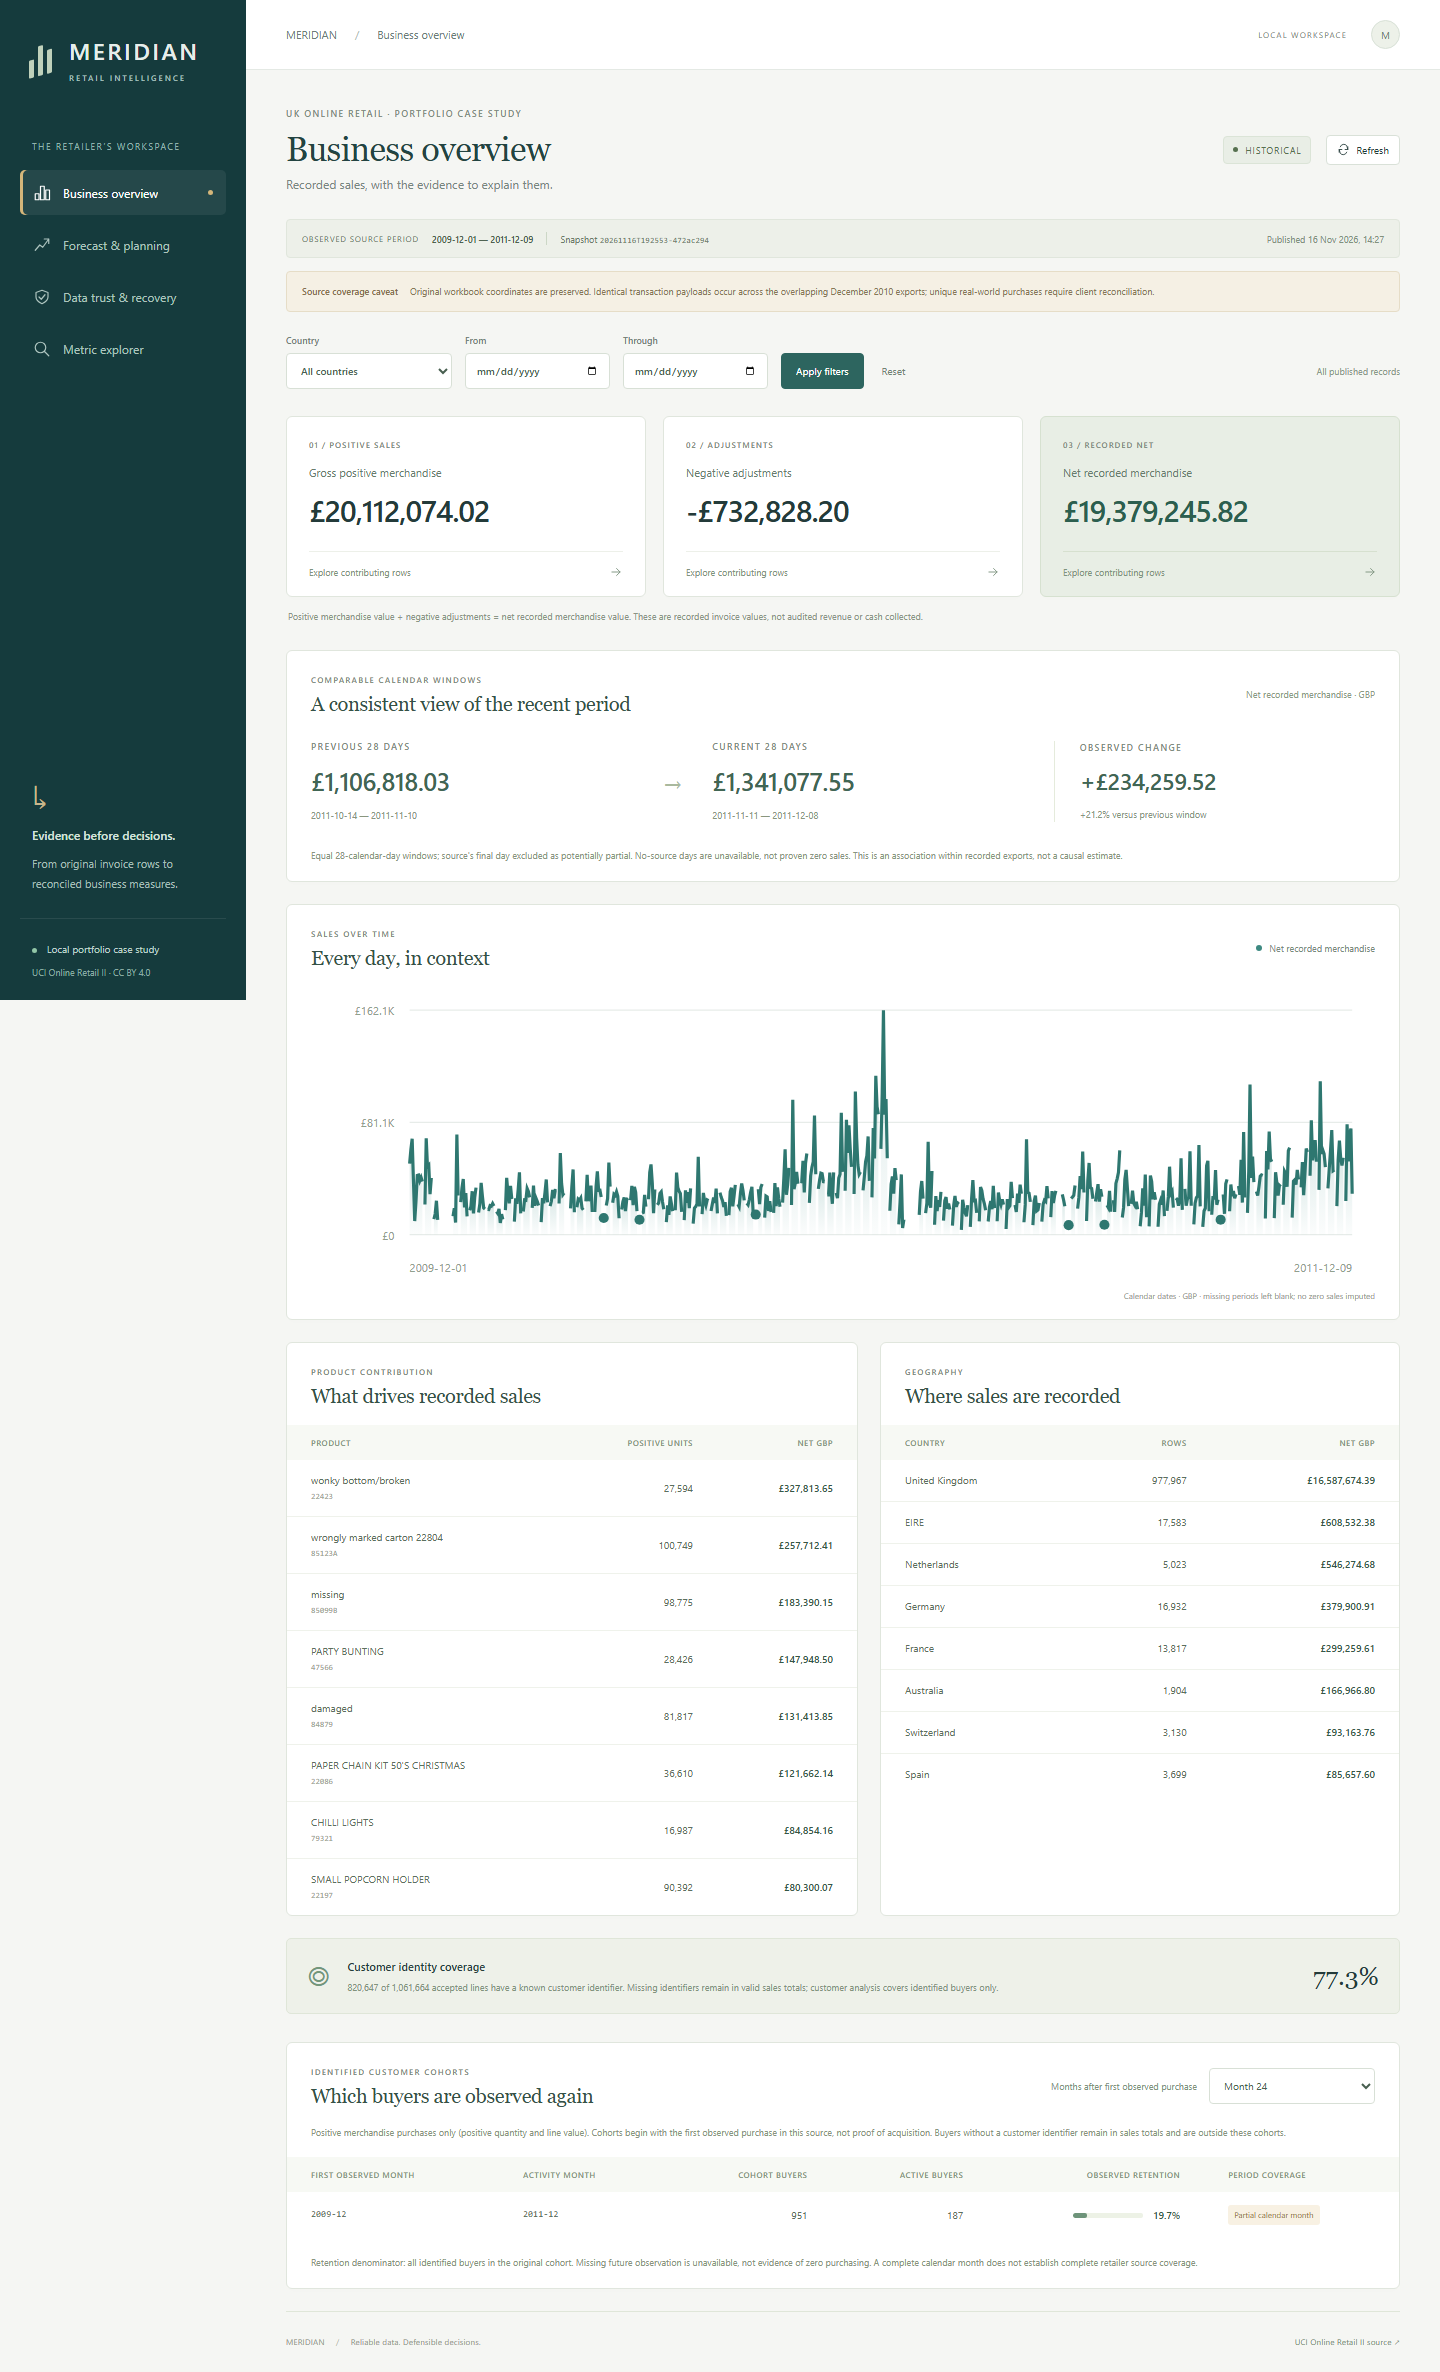 MERIDIAN
RETAIL INTELLIGENCE
THE RETAILER'S WORKSPACE
Business overview
Forecast & planning
Data trust & recovery
Metric explorer
Evidence before decisions.
From original invoice rows to
reconciled business measures.
Local portfolio case study
UCI Online Retail II · CC BY 4.0
MERIDIAN / Business overview
LOCAL WORKSPACE M
UK ONLINE RETAIL · PORTFOLIO CASE STUDY
Business overview
Recorded sales, with the evidence to explain them.
HISTORICAL
Refresh
OBSERVED SOURCE PERIOD 2009-12-01 — 2011-12-09 Snapshot 20261116T192553-472ac294 Published 16 Nov 2026, 14:27
Source coverage caveat Original workbook coordinates are preserved. Identical transaction payloads occur across the overlapping December 2010 exports; unique real-world purchases require client reconciliation.
Country From Through
All countries mm/dd/yyyy mm/dd/yyyy Apply filters Reset All published records
01 / POSITIVE SALES
Gross positive merchandise
£20,112,074.02
Explore contributing rows →
02 / ADJUSTMENTS
Negative adjustments
-£732,828.20
Explore contributing rows →
03 / RECORDED NET
Net recorded merchandise
£19,379,245.82
Explore contributing rows →
Positive merchandise value + negative adjustments = net recorded merchandise value. These are recorded invoice values, not audited revenue or cash collected.
COMPARABLE CALENDAR WINDOWS
A consistent view of the recent period
Net recorded merchandise · GBP
PREVIOUS 28 DAYS
£1,106,818.03
2011-10-14 — 2011-11-10
→
CURRENT 28 DAYS
£1,341,077.55
2011-11-11 — 2011-12-08
OBSERVED CHANGE
+£234,259.52
+21.2% versus previous window
Equal 28-calendar-day windows; source's final day excluded as potentially partial. No-source days are unavailable, not proven zero sales. This is an association within recorded exports, not a causal estimate.
SALES OVER TIME
Every day, in context
Net recorded merchandise
£162.1K
£81.1K
£0
2009-12-01 2011-12-09
Calendar dates · GBP · missing periods left blank; no zero sales imputed
PRODUCT CONTRIBUTION
What drives recorded sales
PRODUCT POSITIVE UNITS NET GBP
wonky bottom/broken
22423
27,594 £327,813.65
wrongly marked carton 22804
85123A
100,749 £257,712.41
missing
85099B
98,775 £183,390.15
PARTY BUNTING
47566
28,426 £147,948.50
damaged
84879
81,817 £131,413.85
PAPER CHAIN KIT 50'S CHRISTMAS
22086
36,610 £121,662.14
CHILLI LIGHTS
79321
16,987 £84,854.16
SMALL POPCORN HOLDER
22197
90,392 £80,300.07
GEOGRAPHY
Where sales are recorded
COUNTRY ROWS NET GBP
United Kingdom 977,967 £16,587,674.39
EIRE 17,583 £608,532.38
Netherlands 5,023 £546,274.68
Germany 16,932 £379,900.91
France 13,817 £299,259.61
Australia 1,904 £166,966.80
Switzerland 3,130 £93,163.76
Spain 3,699 £85,657.60
Customer identity coverage
820,647 of 1,061,664 accepted lines have a known customer identifier. Missing identifiers remain in valid sales totals; customer analysis covers identified buyers only.
77.3%
IDENTIFIED CUSTOMER COHORTS
Which buyers are observed again
Months after first observed purchase Month 24
Positive merchandise purchases only (positive quantity and line value). Cohorts begin with the first observed purchase in this source, not proof of acquisition. Buyers without a customer identifier remain in sales totals and are outside these cohorts.
FIRST OBSERVED MONTH ACTIVITY MONTH COHORT BUYERS ACTIVE BUYERS OBSERVED RETENTION PERIOD COVERAGE
2009-12 2011-12 951 187 19.7% Partial calendar month
Retention denominator: all identified buyers in the original cohort. Missing future observation is unavailable, not evidence of zero purchasing. A complete calendar month does not establish complete retailer source coverage.
MERIDIAN / Reliable data. Defensible decisions.
UCI Online Retail II source ↗